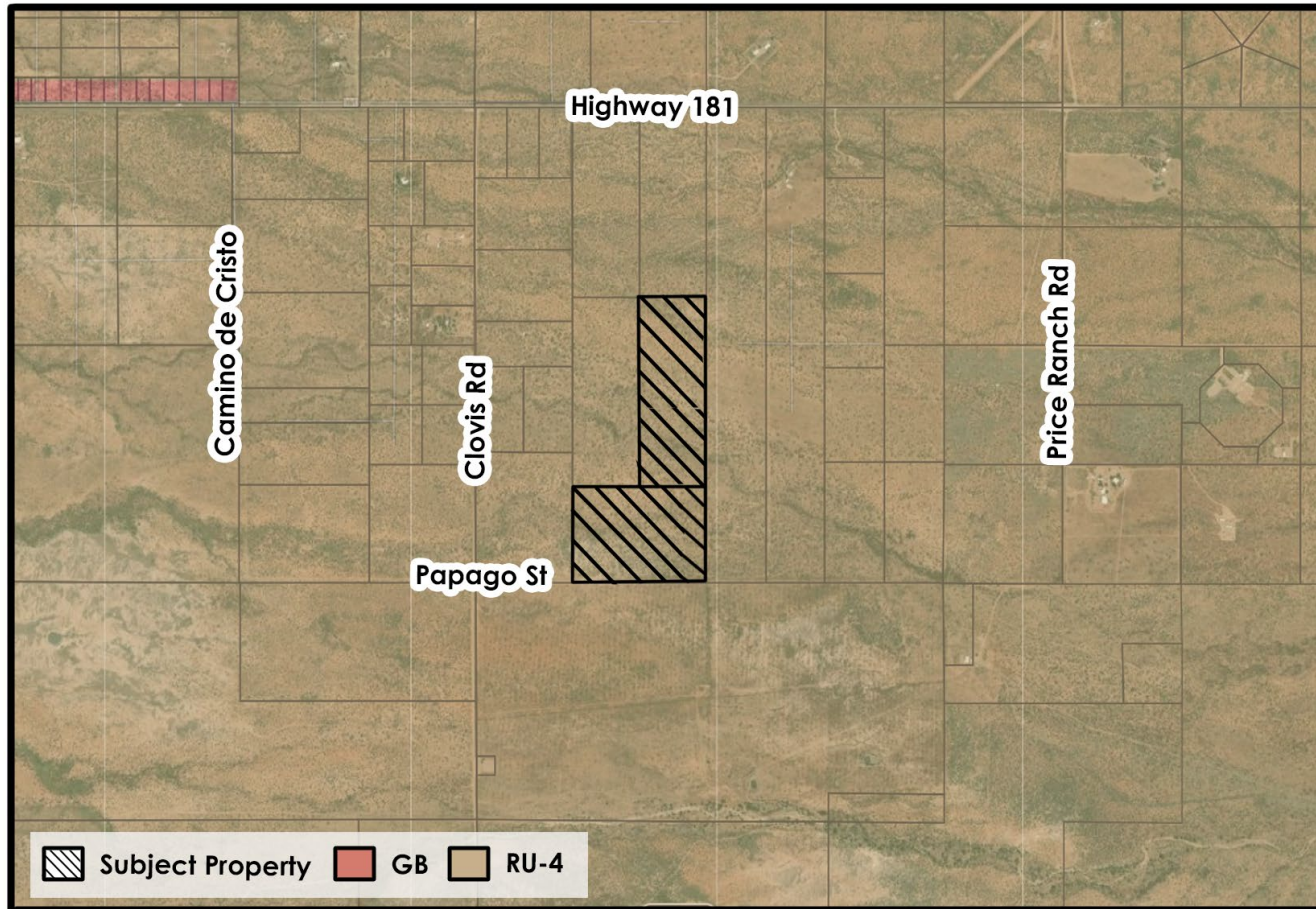 Highway 181
Camino de Cristo
Clovis Rd
Price Ranch Rd
Papago St
Subject Property
GB
RU-4